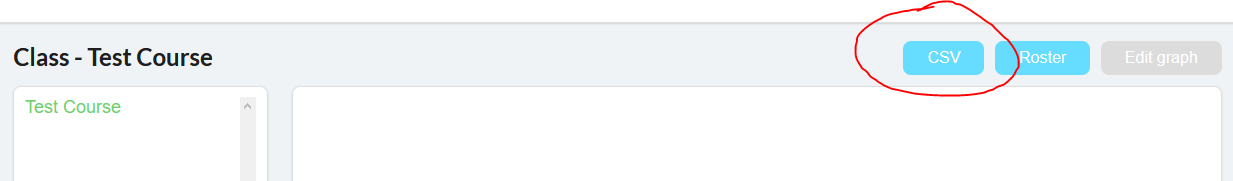 Class - Test Course
CSV
Roster
Edit graph
Test Course